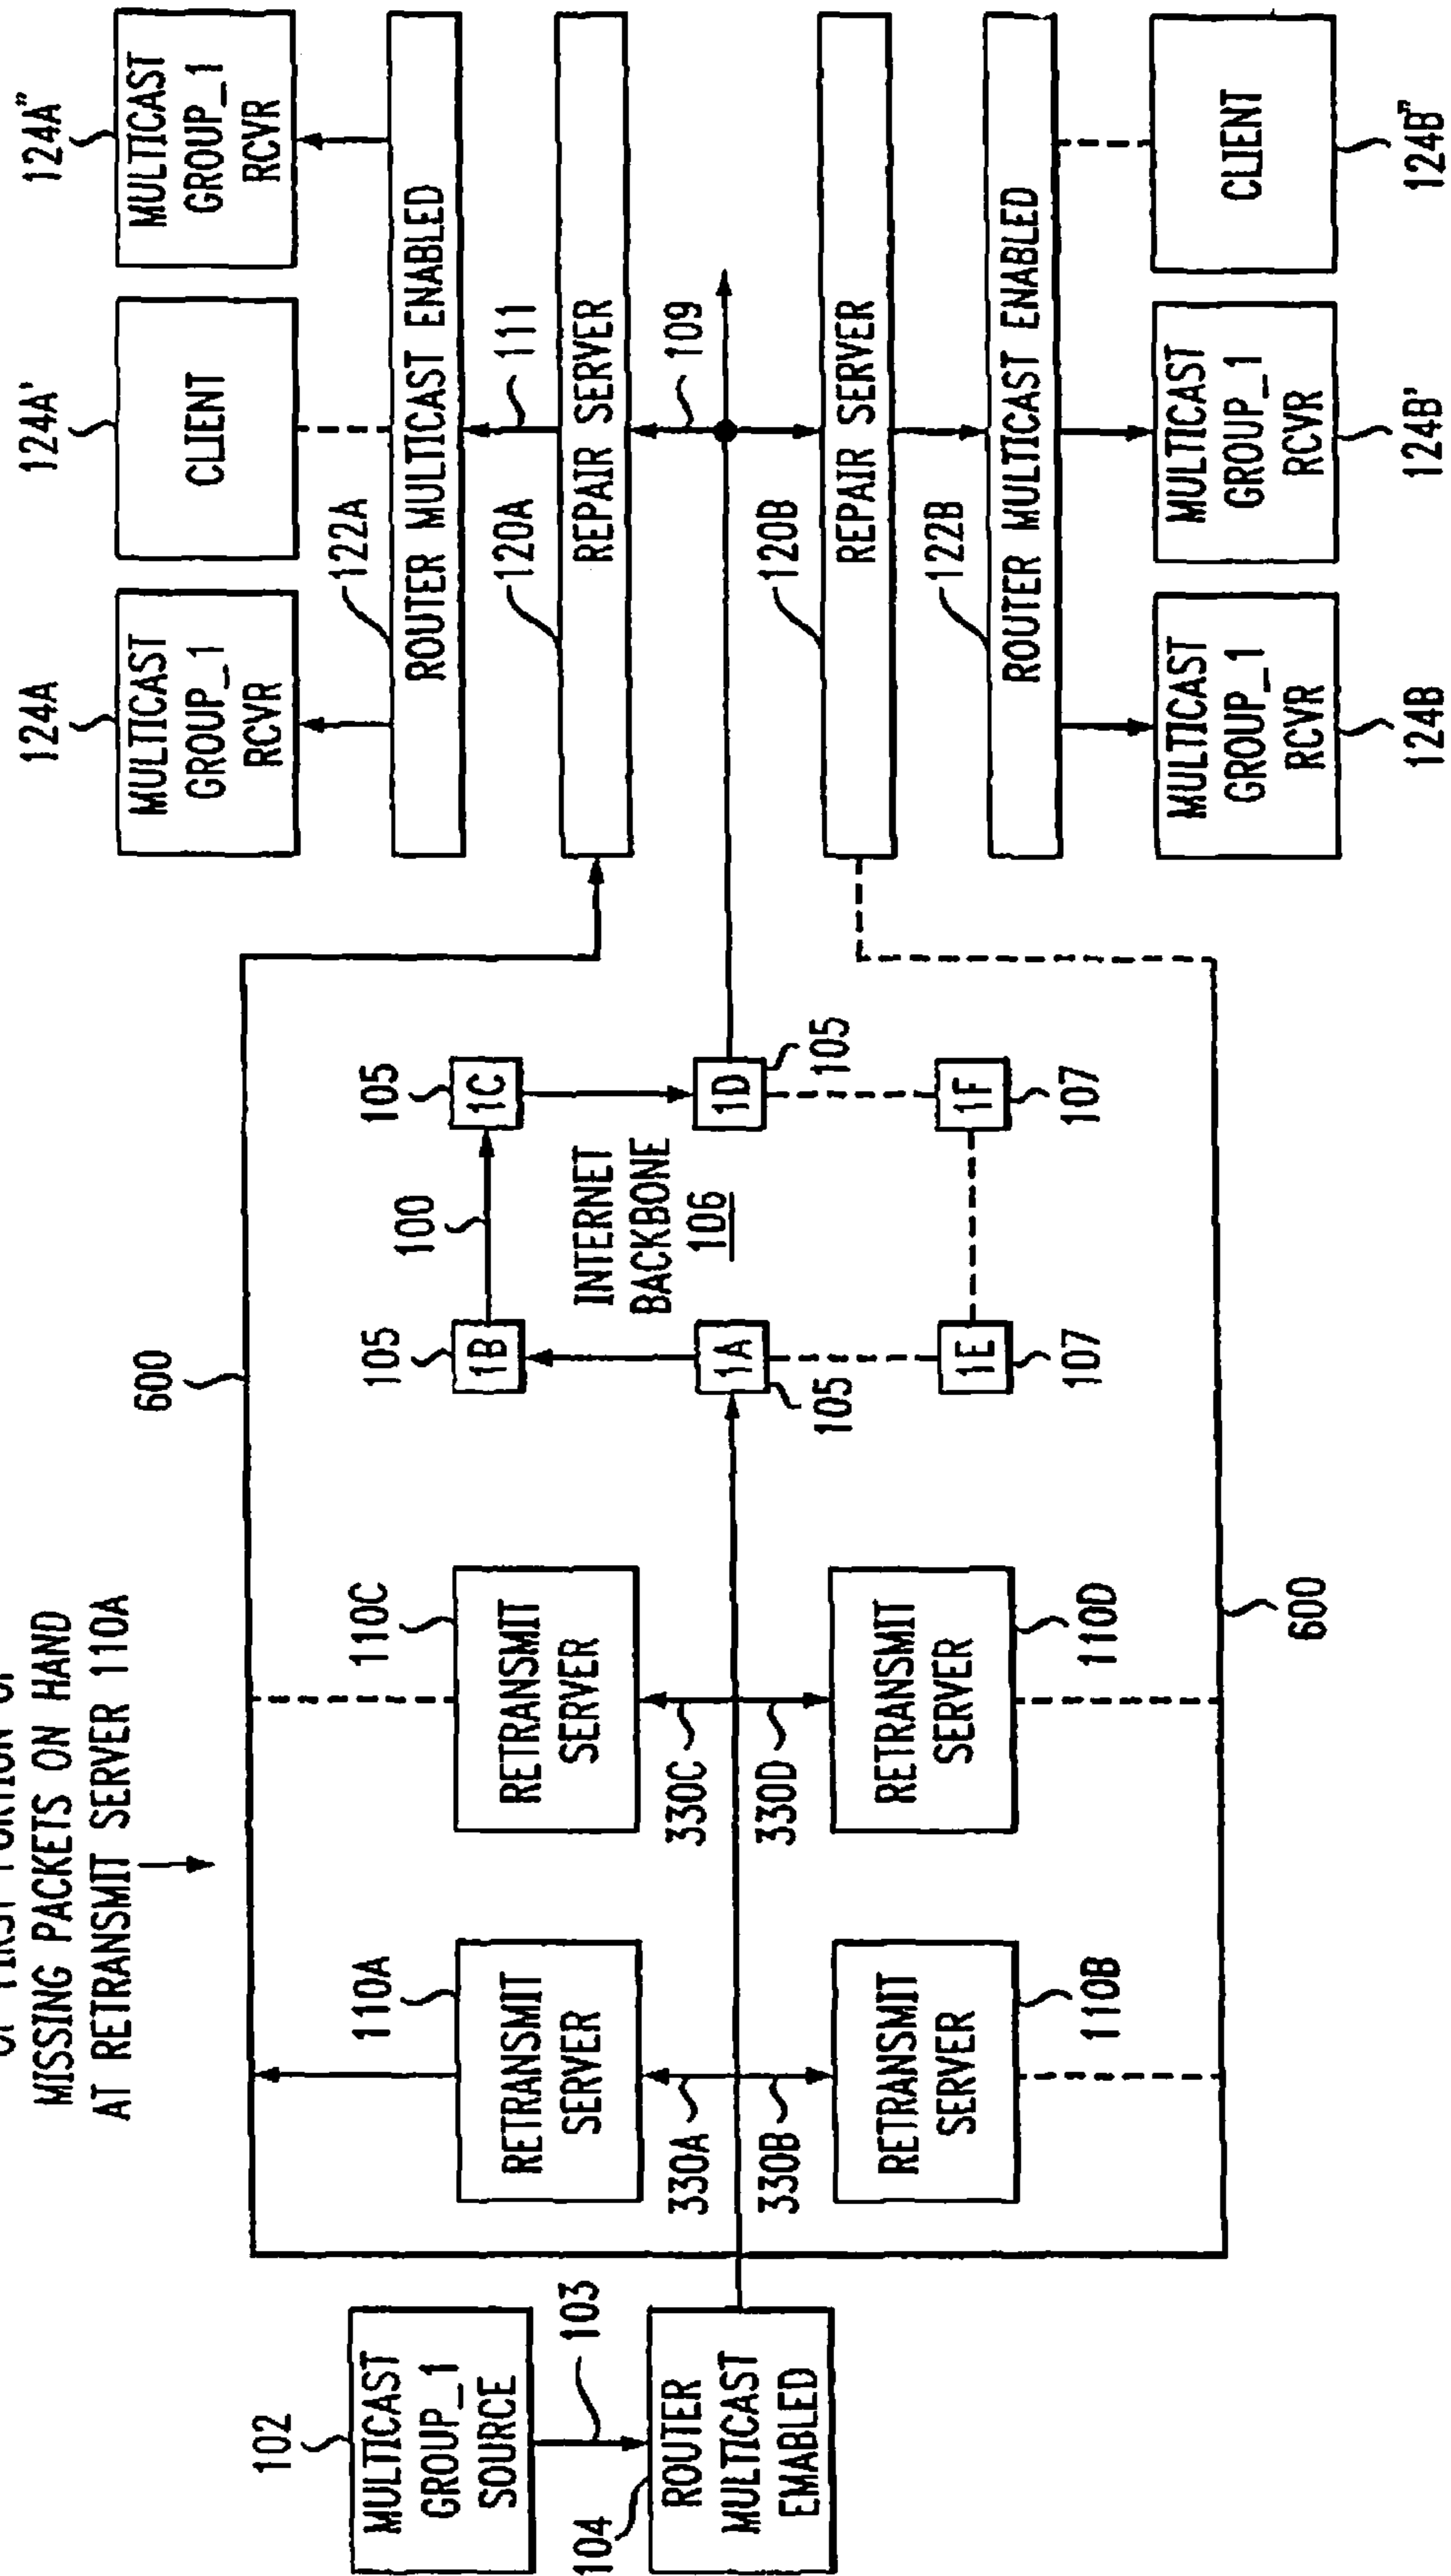 OF FIRST PORTION OF
MISSING PACKETS ON HAND
AT RETRANSMIT SERVER 110A
102
MULTICAST
GROUP_1
SOURCE
103
104
ROUTER
MULTICAST
EMABLED
600
110A
RETRANSMIT
SERVER
330A
330B
RETRANSMIT
SERVER
110B
110C
RETRANSMIT
SERVER
330C
330D
RETRANSMIT
SERVER
110D
600
105
1B
100
105
1C
INTERNET
BACKBONE
106
1A
105
1D
105
1E
107
1F
107
124A
MULTICAST
GROUP_1
RCVR
124A'
CLIENT
124A"
MULTICAST
GROUP_1
RCVR
122A
ROUTER MULTICAST ENABLED
111
120A
REPAIR SERVER
109
120B
REPAIR SERVER
122B
ROUTER MULTICAST ENABLED
MULTICAST
GROUP_1
RCVR
124B
MULTICAST
GROUP_1
RCVR
124B'
CLIENT
124B"